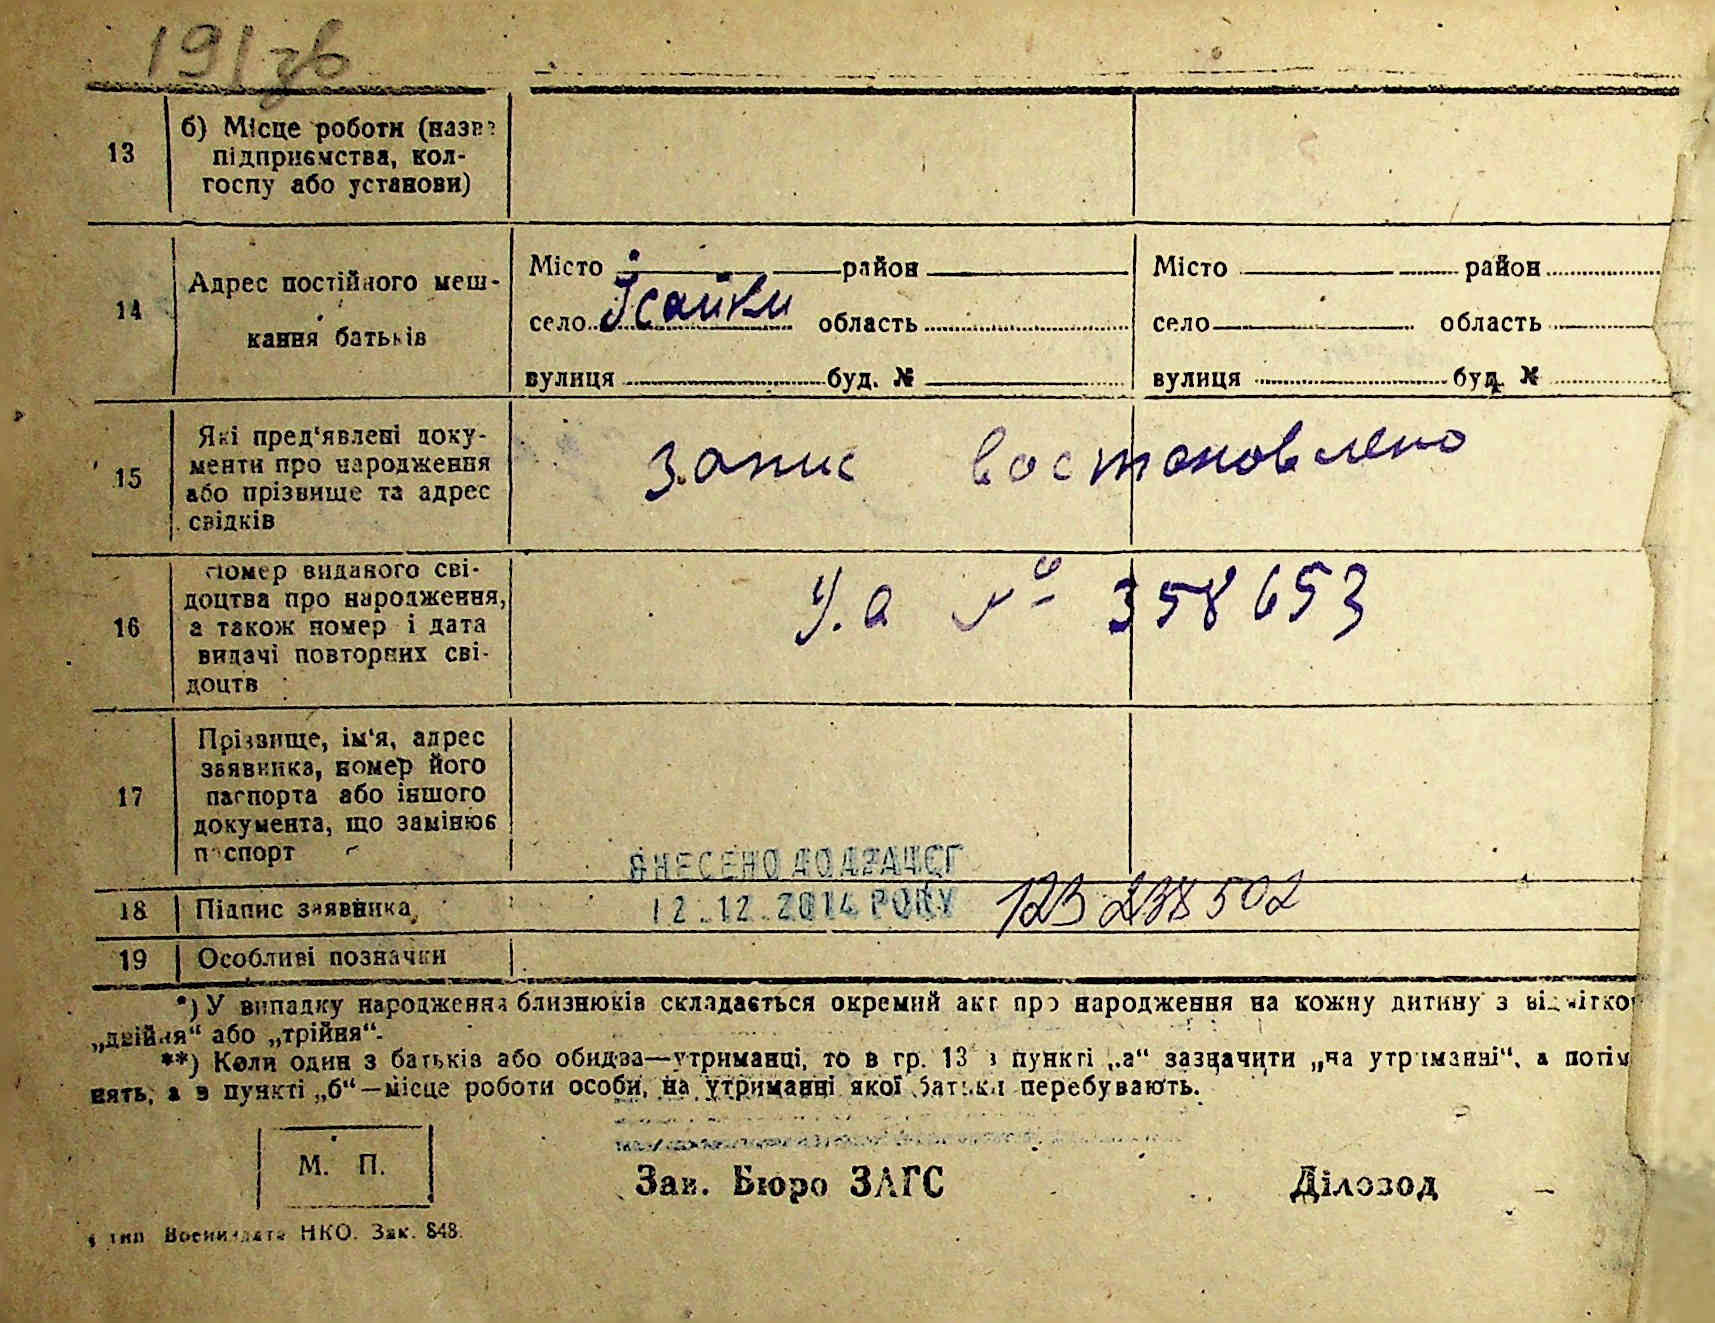 191зв
13
б) Місце роботи (назва
підприємства, кол-
госпу або установи)
14
Адрес постійного меш-
кання батьків
Місто район
село Ісайки область
вулиця буд. №
Місто район
село область
вулиця буд. №
15
Які пред‘явлені доку-
менти про народження
або прізвище та адрес
свідків
Запис востановлено
16
Номер виданого сві-
доцтва про народження,
а також номер і дата
видачі повторних сві-
доцтв
У.а № 358653
17
Прізвище, ім‘я, адрес
заявника, номер його
паспорта або іншого
документа, що замінює
паспорт
ВНЕСЕНО ДО ДРАЦСГ
18
Підпис заявника
12.12.2014 РОКУ
19
Особливі позначки
*) У випадку народження близнюків складається окремий акт про народження на кожну дитину з відмітко
„двійня“ або „трійня“.
**) Коли один з батьків або обидва—утриманці, то в гр. 13 в пункті „а“ зазначити „на утриманні“, а потім
нять, а в пункті „б“—місце роботи особи, на утриманні якої батьки перебувають.
М. П.
Зав. Бюро ЗАГС
Діловод
тип Воениздата НКО. Зак. 848.